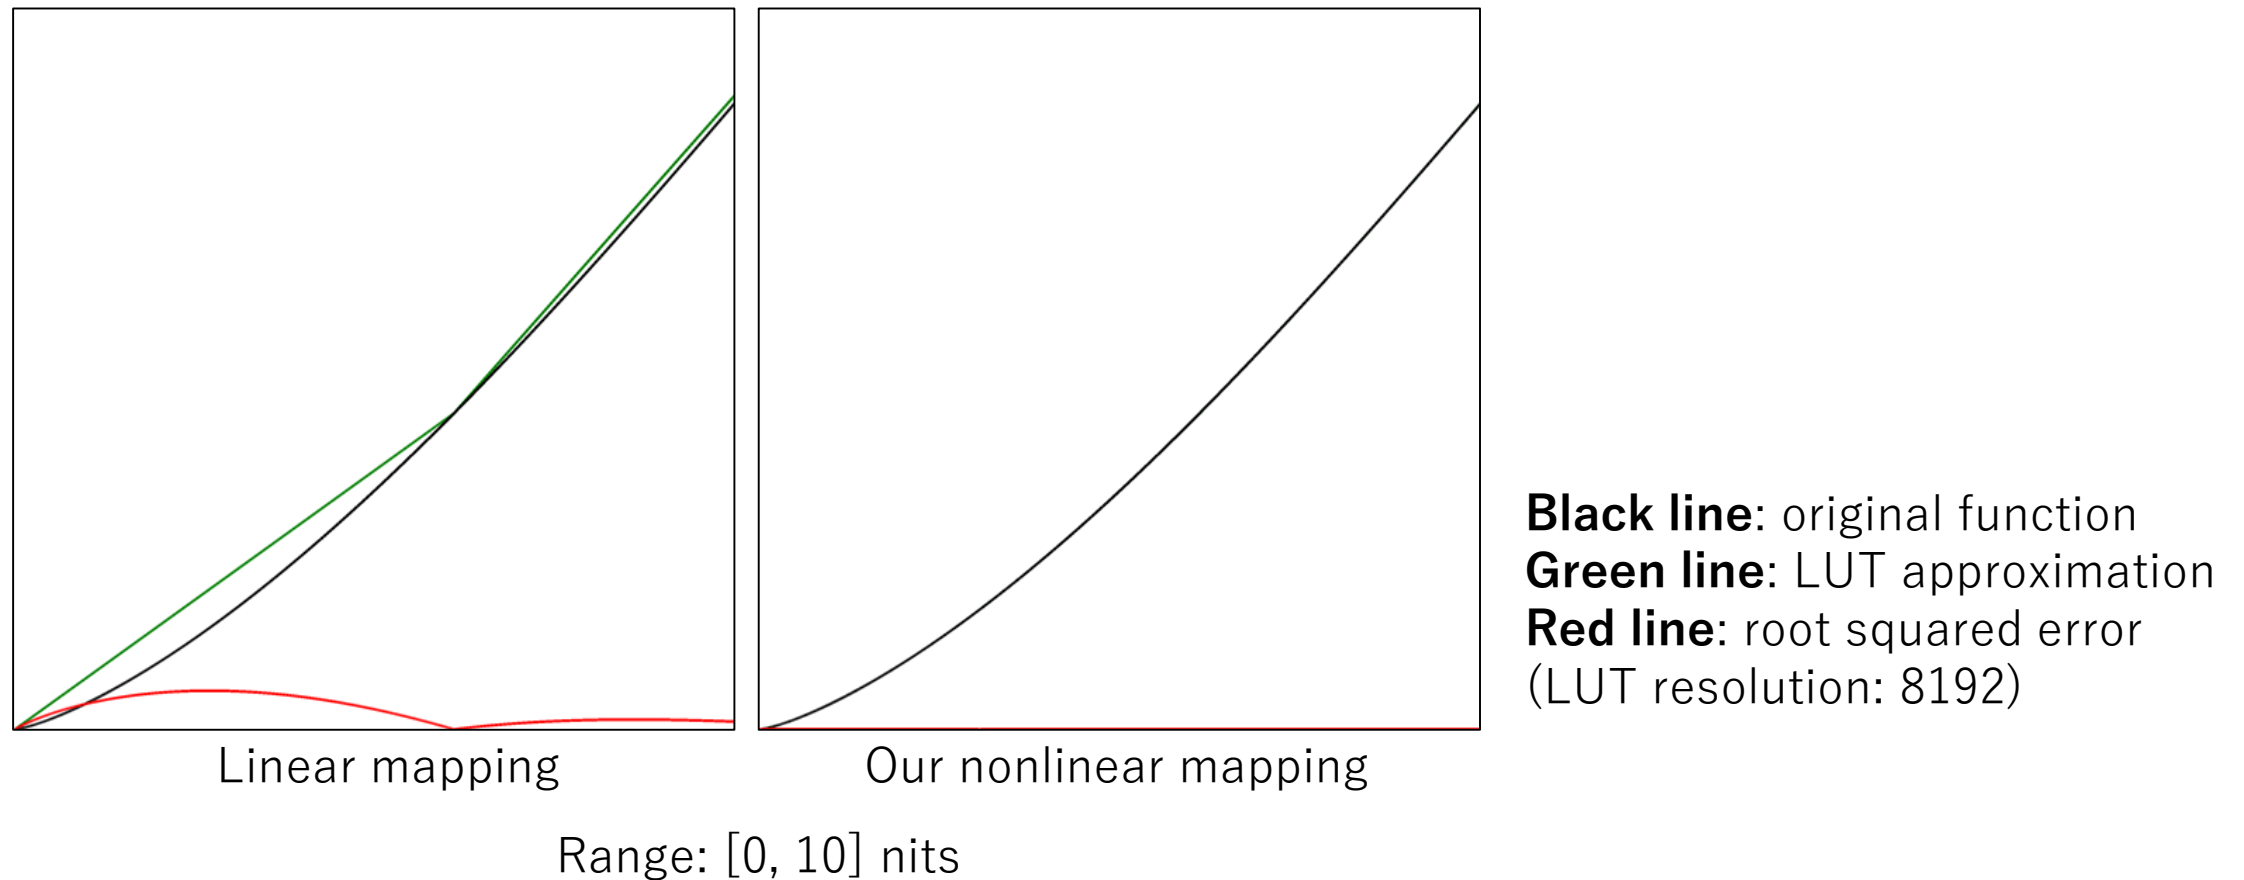 Linear mapping
Our nonlinear mapping
Range: [0, 10] nits
Black line: original function
Green line: LUT approximation
Red line: root squared error
(LUT resolution: 8192)